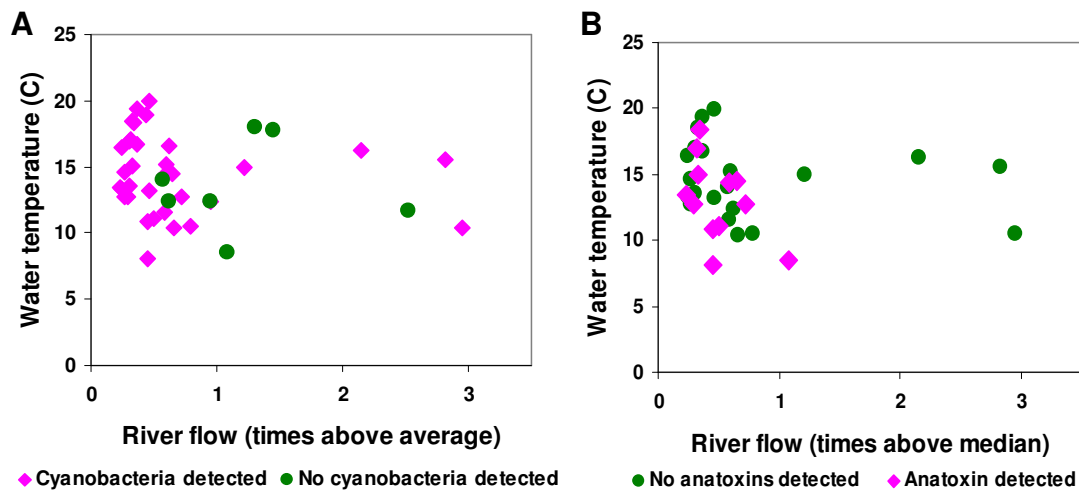 A
25
20
15
10
5
0
Water temperature (C)
0 1 2 3
River flow (times above average)
Cyanobacteria detected No cyanobacteria detected
B
25
20
15
10
5
0
Water temperature (C)
0 1 2 3
River flow (times above median)
No anatoxins detected Anatoxin detected